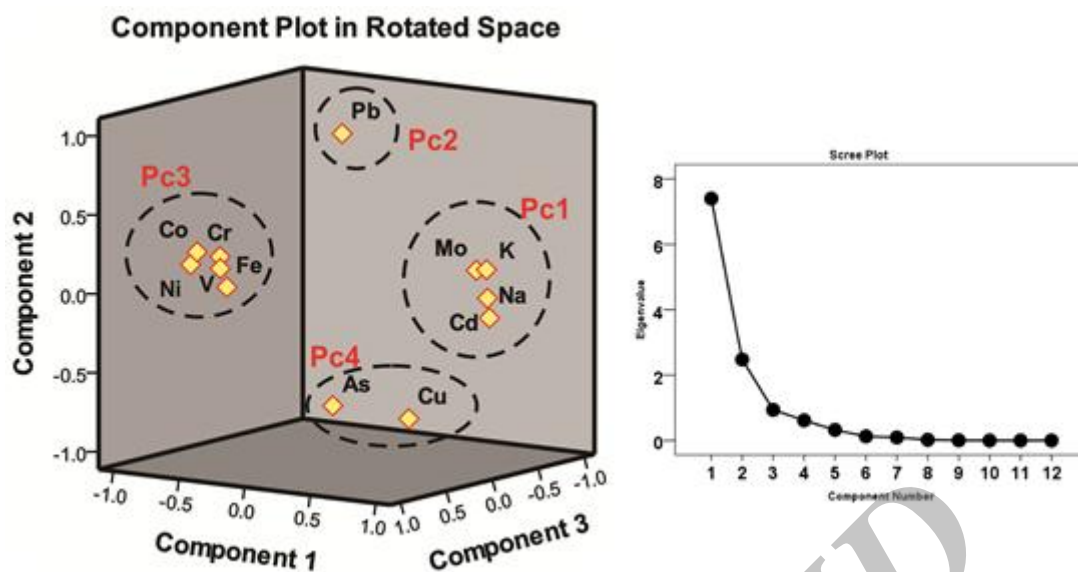 Component Plot in Rotated Space
Pb
Pc2
Pc3
Pc1
Co Cr
Mo K
Fe
Ni V
Na
Cd
Pc4
As
Cu
Component 2
1.0
0.5
0.0
-0.5
-1.0
-1.0 -0.5 0.0 0.5 1.0
Component 1
1.0 0.5 0.0 -0.5 -1.0
Component 3
Scree Plot
Eigenvalue
8
6
4
2
0
1 2 3 4 5 6 7 8 9 10 11 12
Component Number